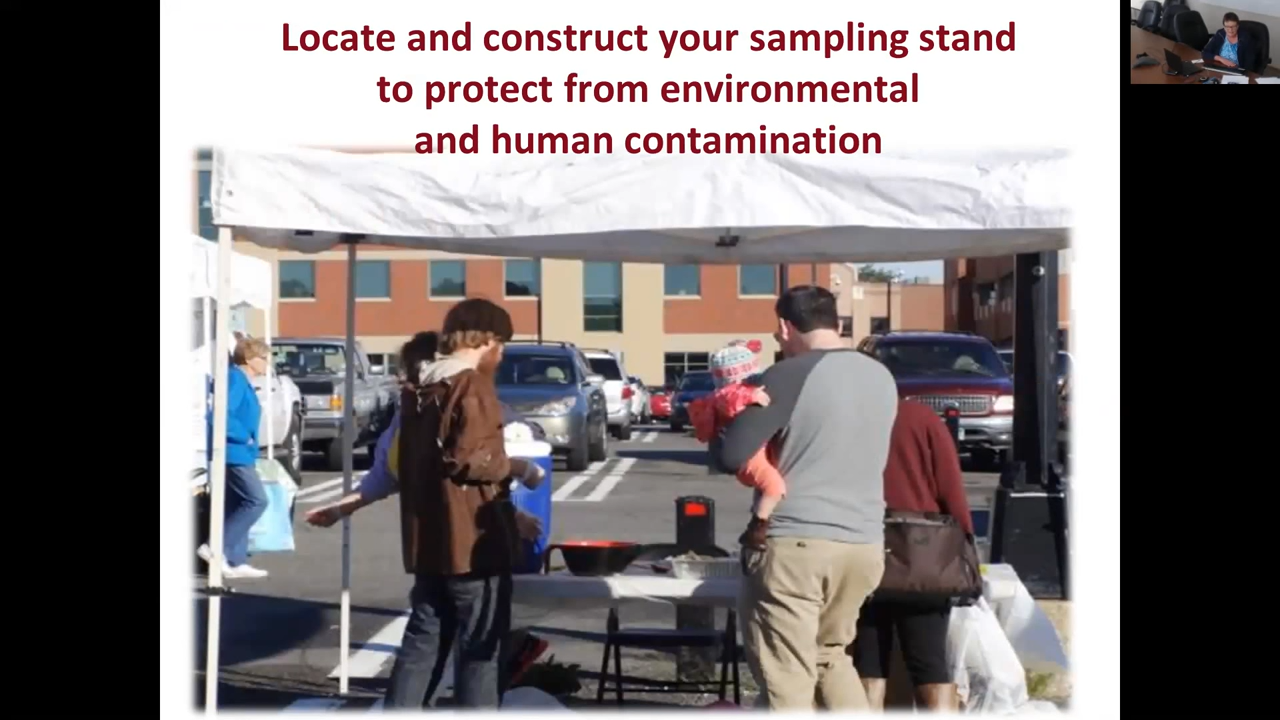 Locate and construct your sampling stand
to protect from environmental
and human contamination